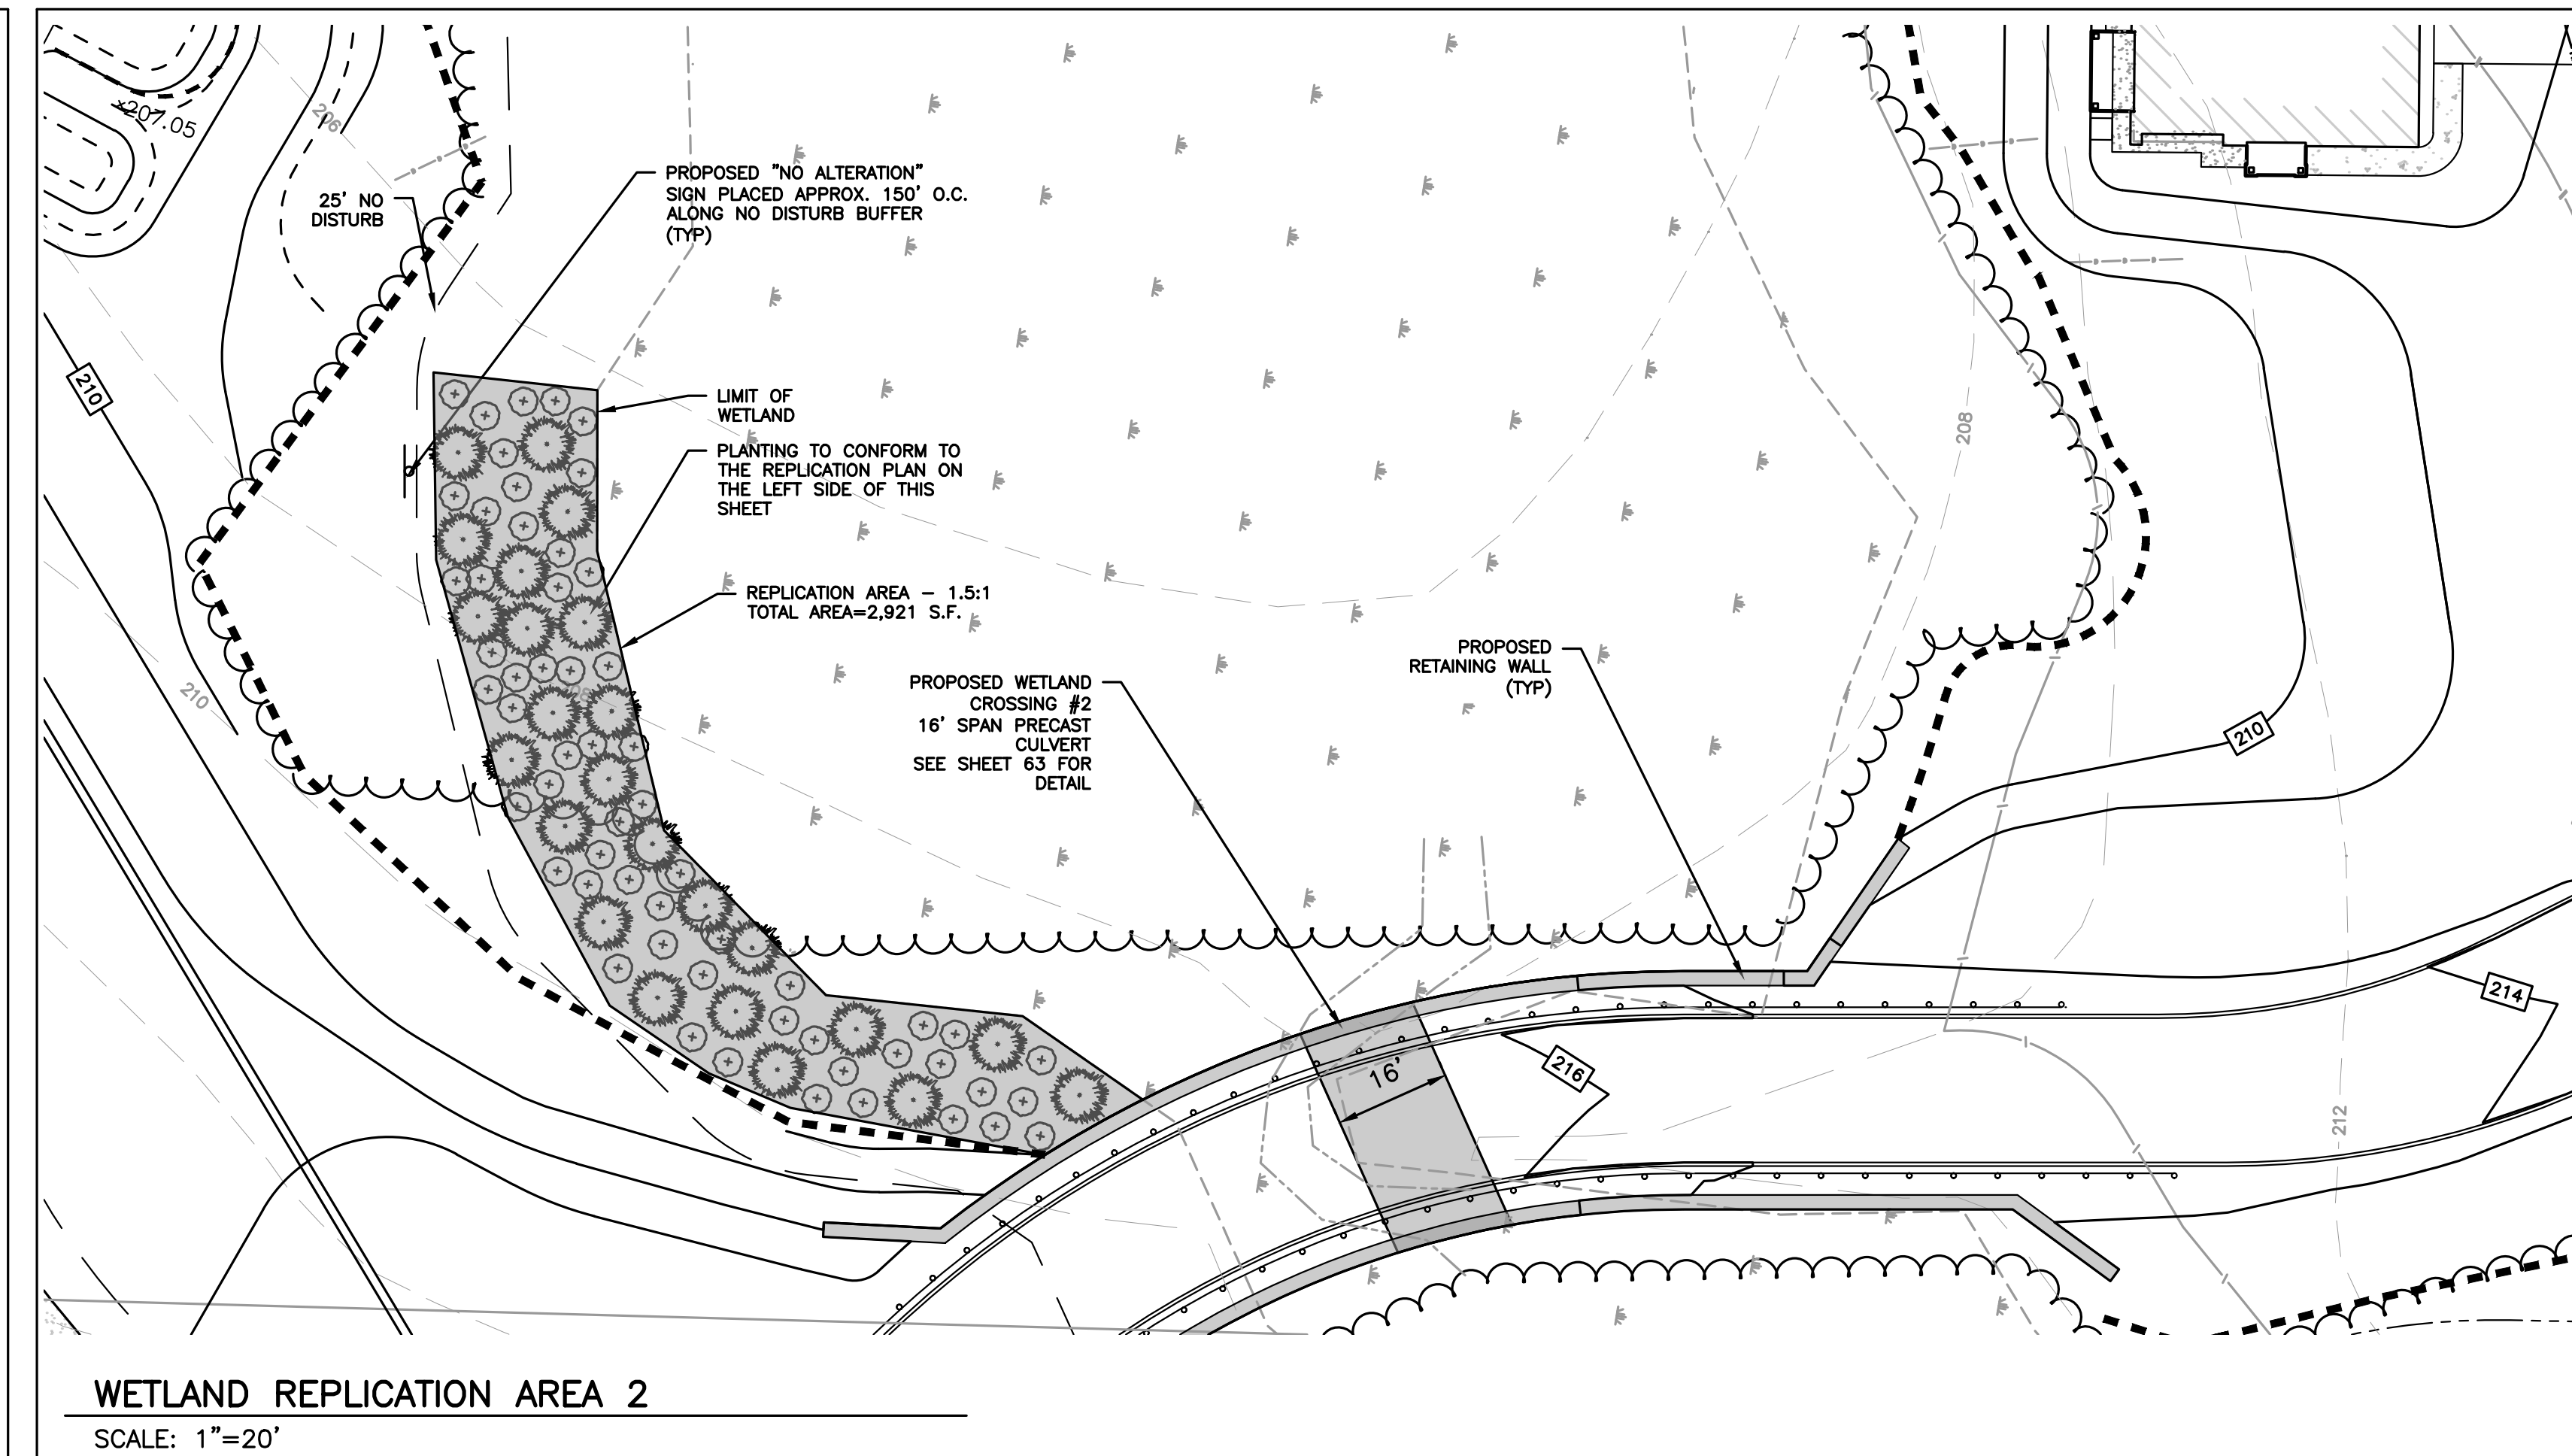 x207.05
206
25' NO
DISTURB
PROPOSED "NO ALTERATION"
SIGN PLACED APPROX. 150' O.C.
ALONG NO DISTURB BUFFER
(TYP)
210
LIMIT OF
WETLAND
PLANTING TO CONFORM TO
THE REPLICATION PLAN ON
THE LEFT SIDE OF THIS
SHEET
208
REPLICATION AREA - 1.5:1
TOTAL AREA=2,921 S.F.
210
PROPOSED WETLAND
CROSSING #2
16' SPAN PRECAST
CULVERT
SEE SHEET 63 FOR
DETAIL
PROPOSED
RETAINING WALL
(TYP)
210
214
216
16'
212
WETLAND REPLICATION AREA 2
SCALE: 1"=20'